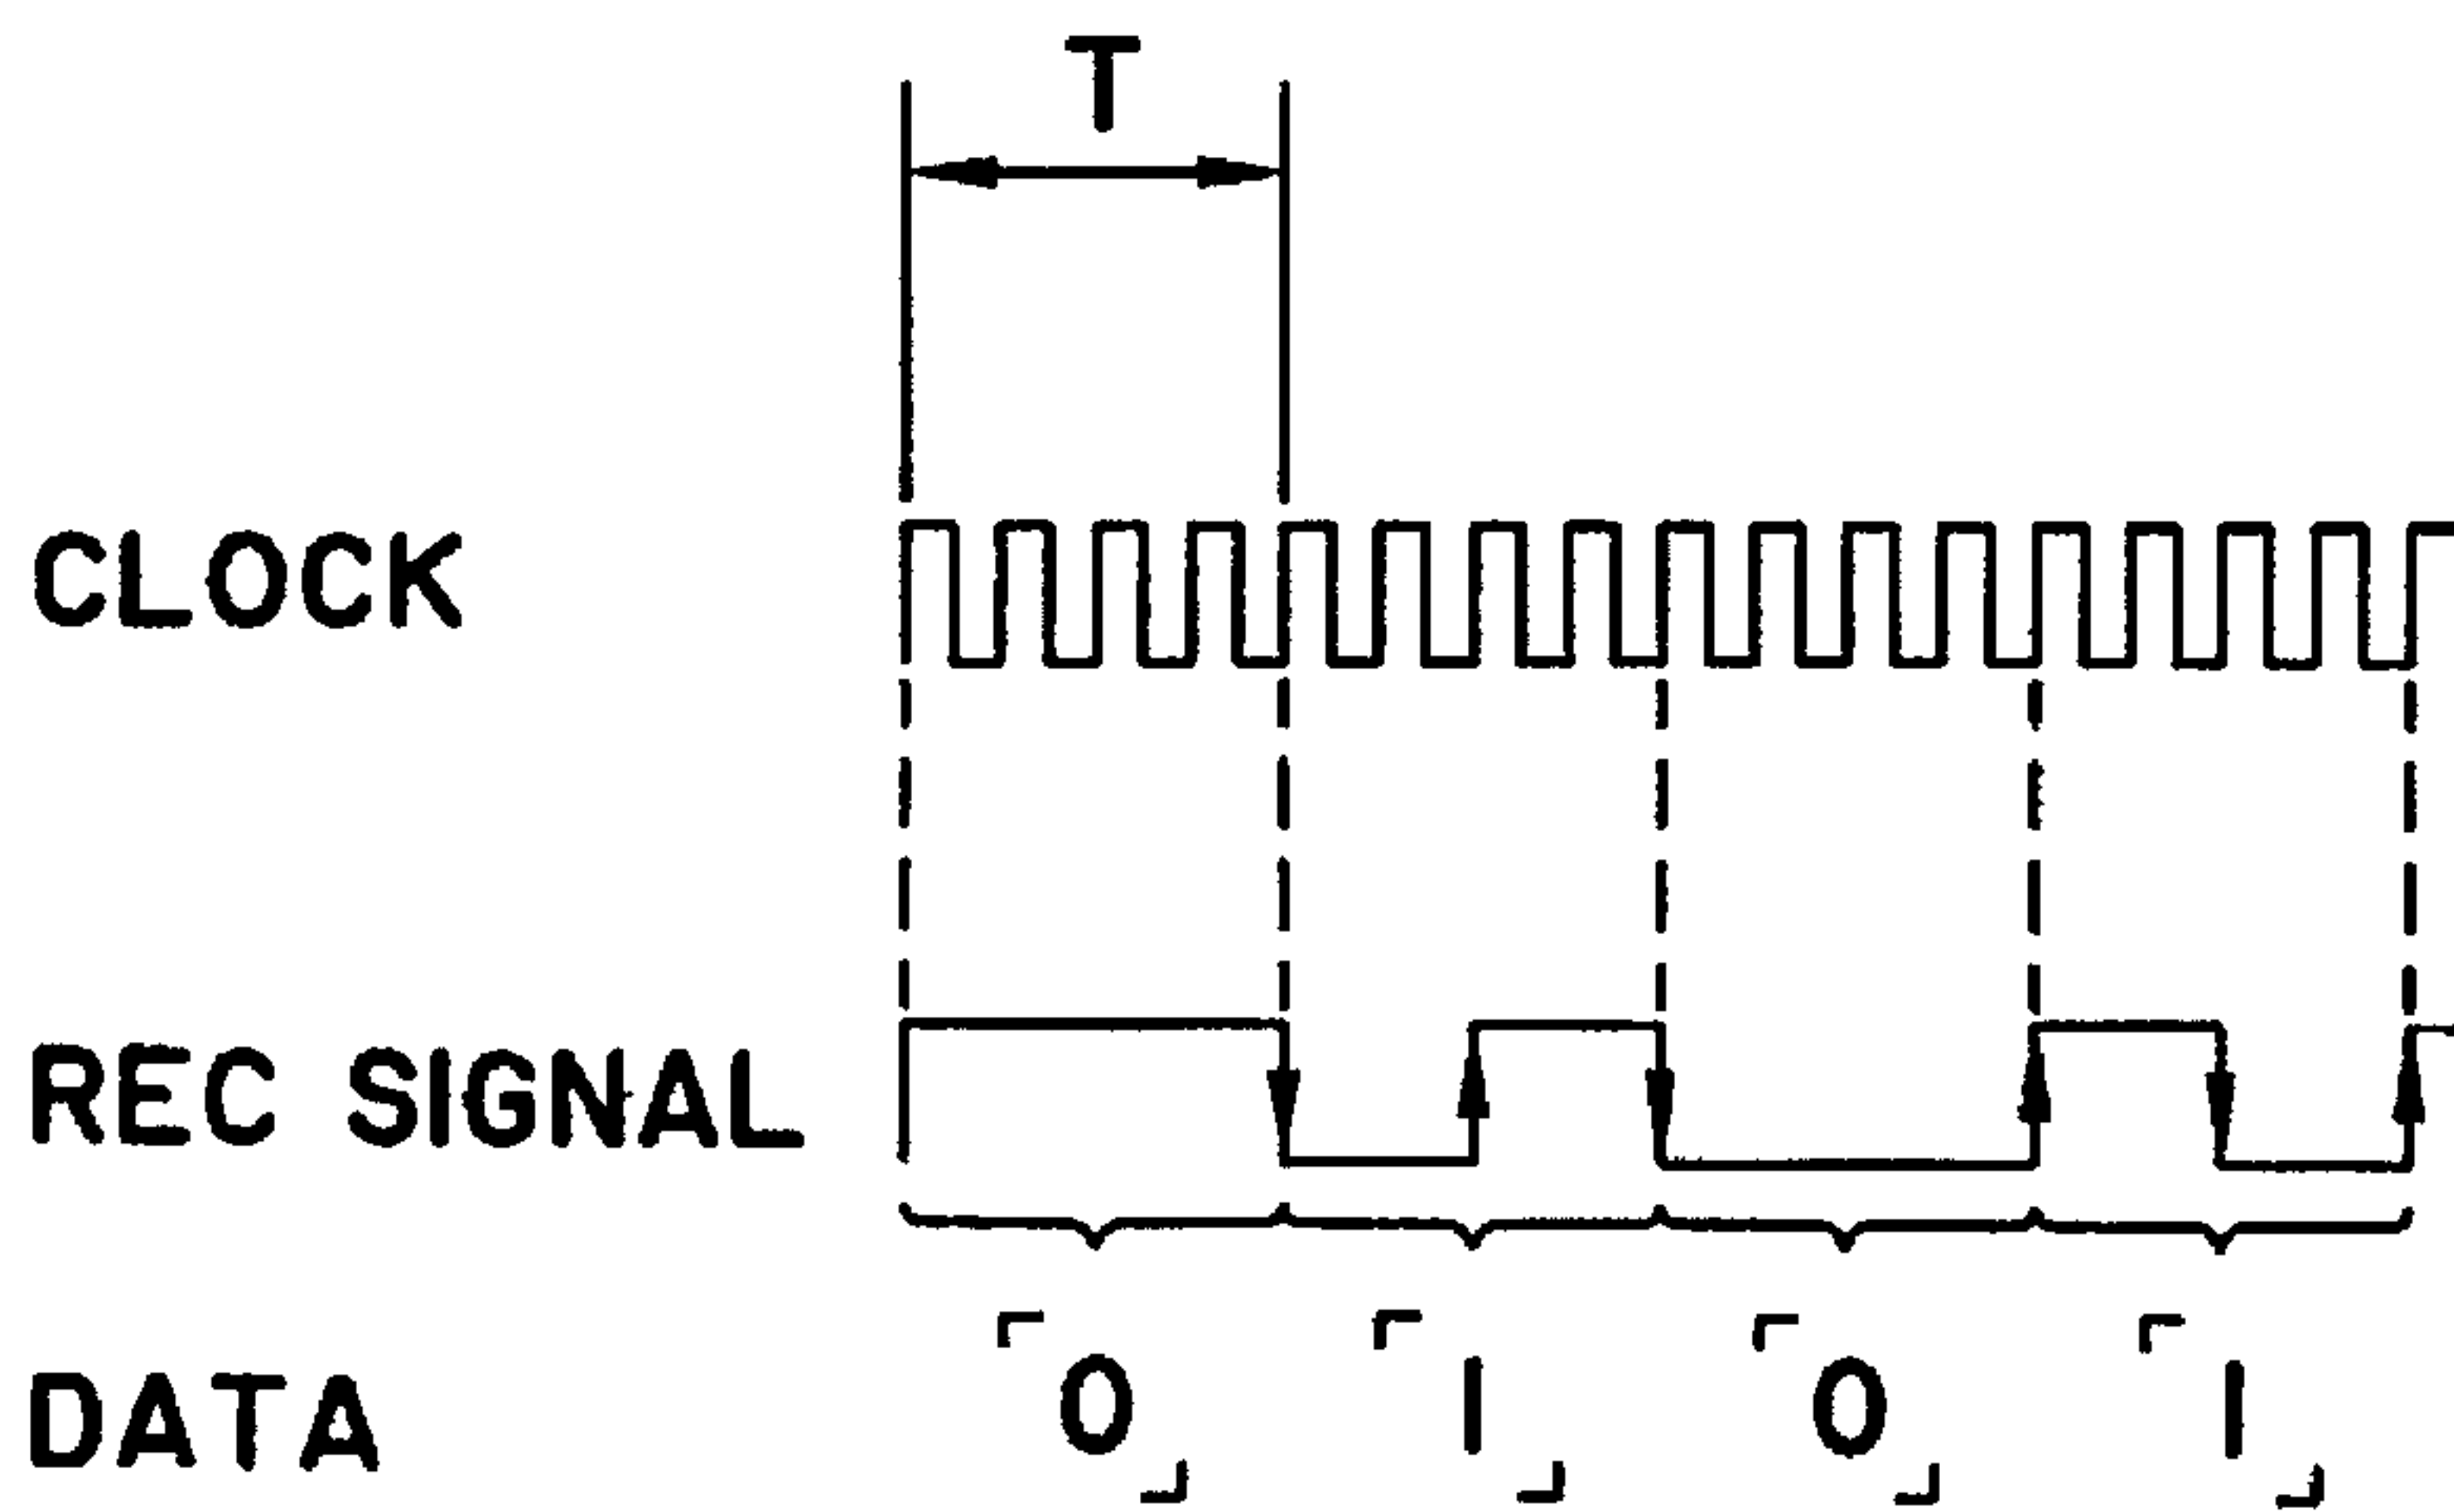 T
CLOCK
REC SIGNAL
DATA 「0」 「1」 「0」 「1」